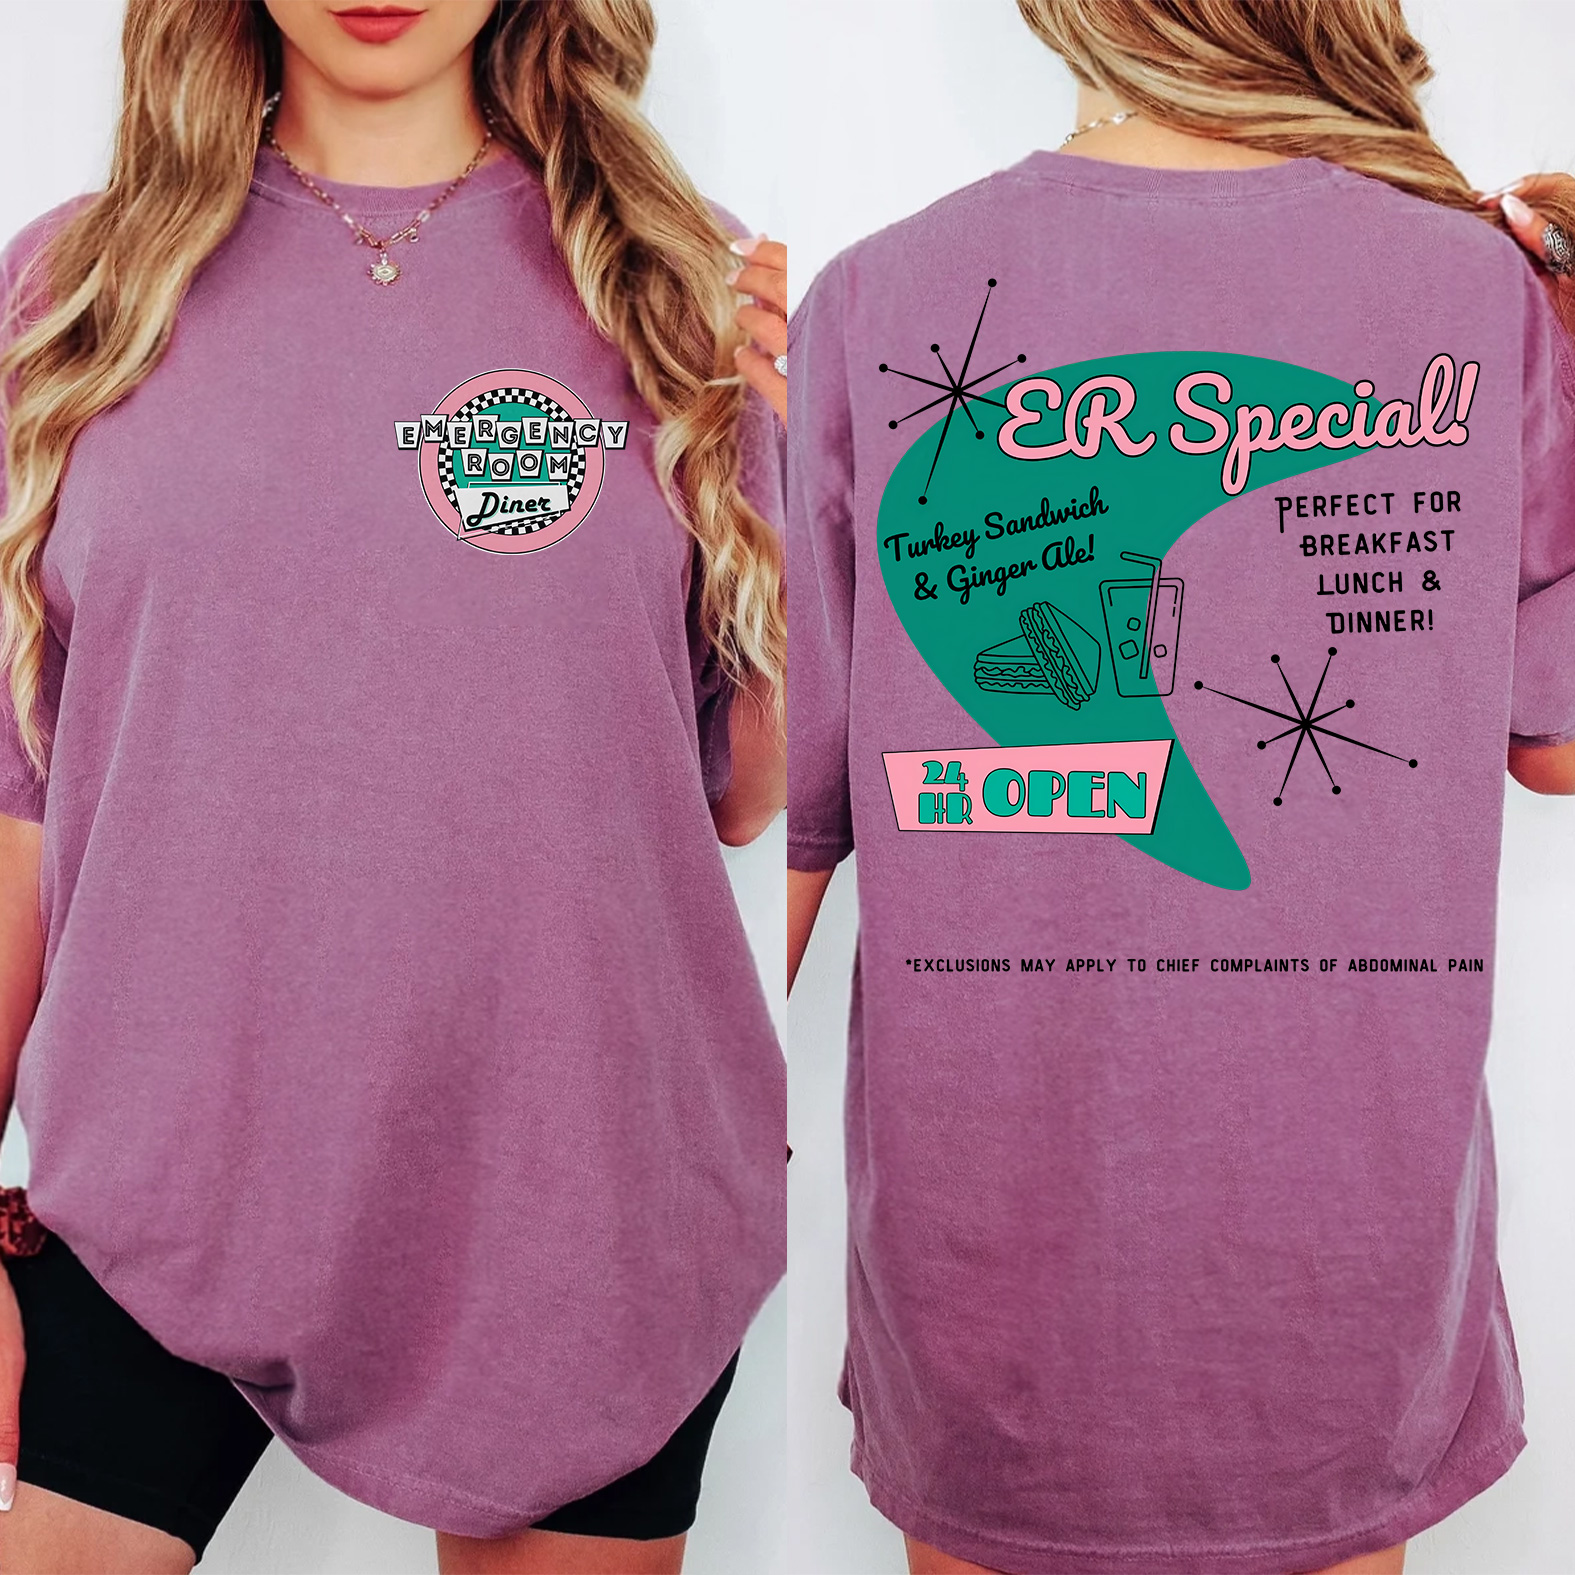 EMERGENCY
ROOM
Diner
ER Special!
Turkey Sandwich
& Ginger Ale!
PERFECT FOR
BREAKFAST
LUNCH &
DINNER!
24
HR
OPEN
*EXCLUSIONS MAY APPLY TO CHIEF COMPLAINTS OF ABDOMINAL PAIN